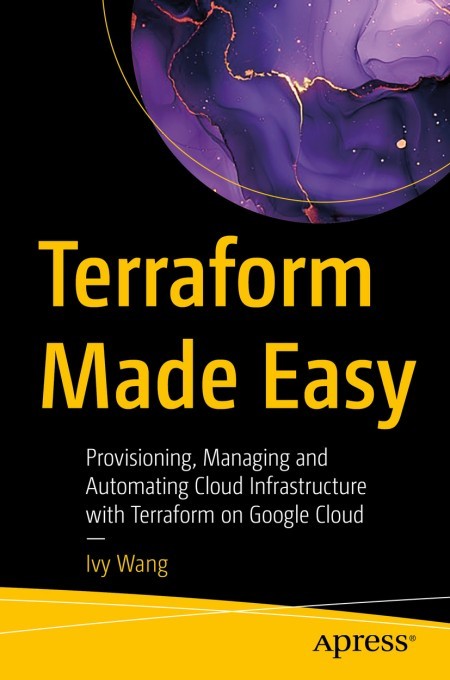 Terraform
Made Easy
Provisioning, Managing and
Automating Cloud Infrastructure
with Terraform on Google Cloud
—
Ivy Wang
Apress®